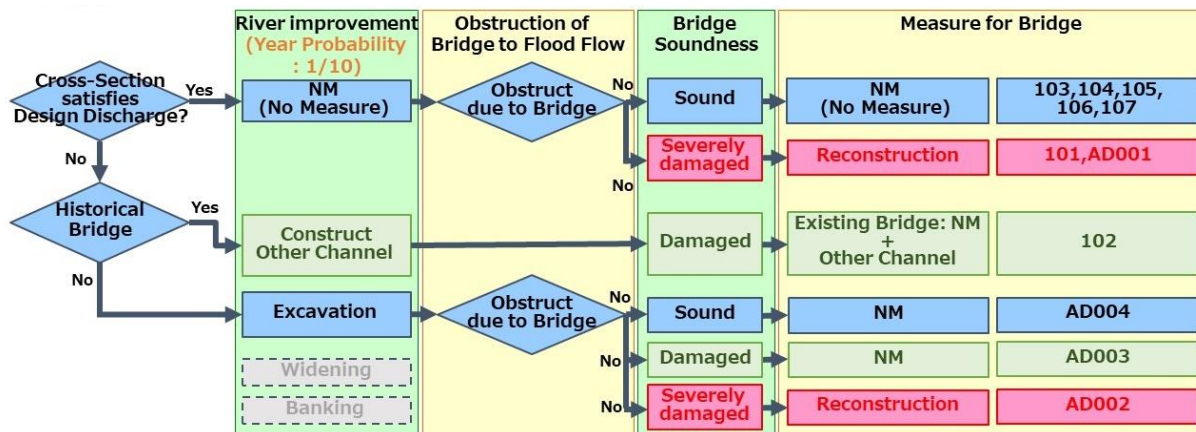 River improvement
(Year Probability
: 1/10)
Obstruction of
Bridge to Flood Flow
Bridge
Soundness
Measure for Bridge
Cross-Section
satisfies
Design Discharge?
Yes
NM
(No Measure)
Obstruct
due to Bridge
No
Sound
NM
(No Measure)
103,104,105,
106,107
No
Severely
damaged
Reconstruction
101,AD001
No
Historical
Bridge
Yes
Construct
Other Channel
Damaged
Existing Bridge: NM
+
Other Channel
102
No
Excavation
Obstruct
due to Bridge
No
Sound
NM
AD004
No
Damaged
NM
AD003
Widening
No
Severely
damaged
Reconstruction
AD002
Banking